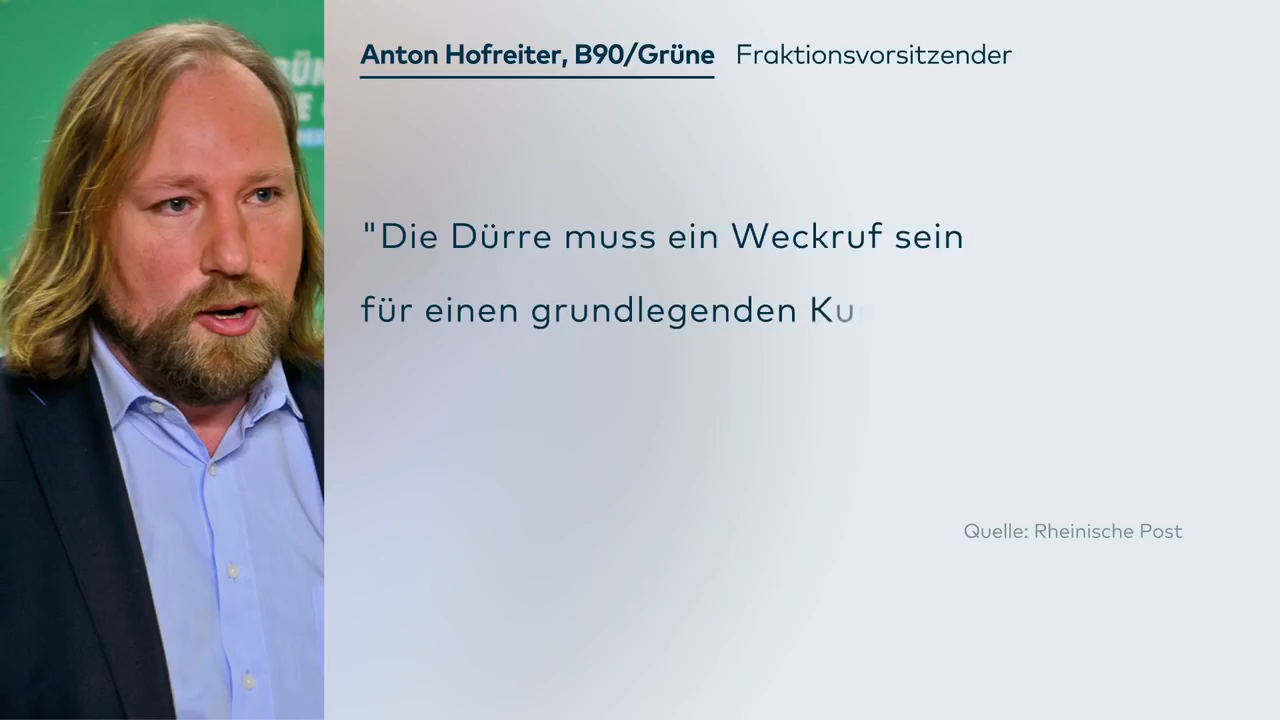 Anton Hofreiter, B90/Grüne Fraktionsvorsitzender
"Die Dürre muss ein Weckruf sein
für einen grundlegenden
Quelle: Rheinische Post